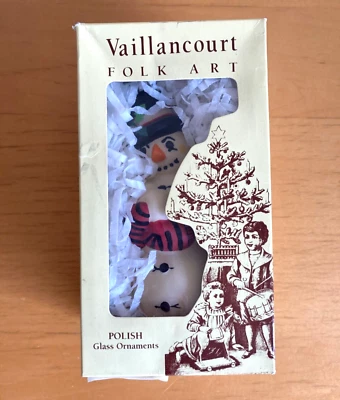 Vaillancourt
FOLK ART
POLISH
Glass Ornaments